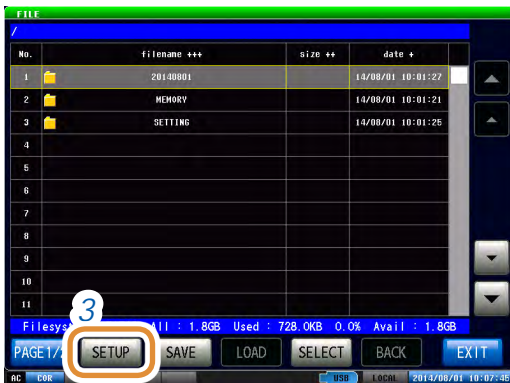 FILE
/
No. filename +++ size ++ date +
1 20140801 14/08/01 10:01:27
2 MEMORY 14/08/01 10:01:21
3 SETTING 14/08/01 10:01:25
4
5
6
7
8
9
10
11
3
Filesys All : 1.8GB Used : 728.0KB 0.0% Avail : 1.8GB
PAGE1/ SETUP SAVE LOAD SELECT BACK EXIT
AC COR USB LOCAL 2014/08/01 10:07:45